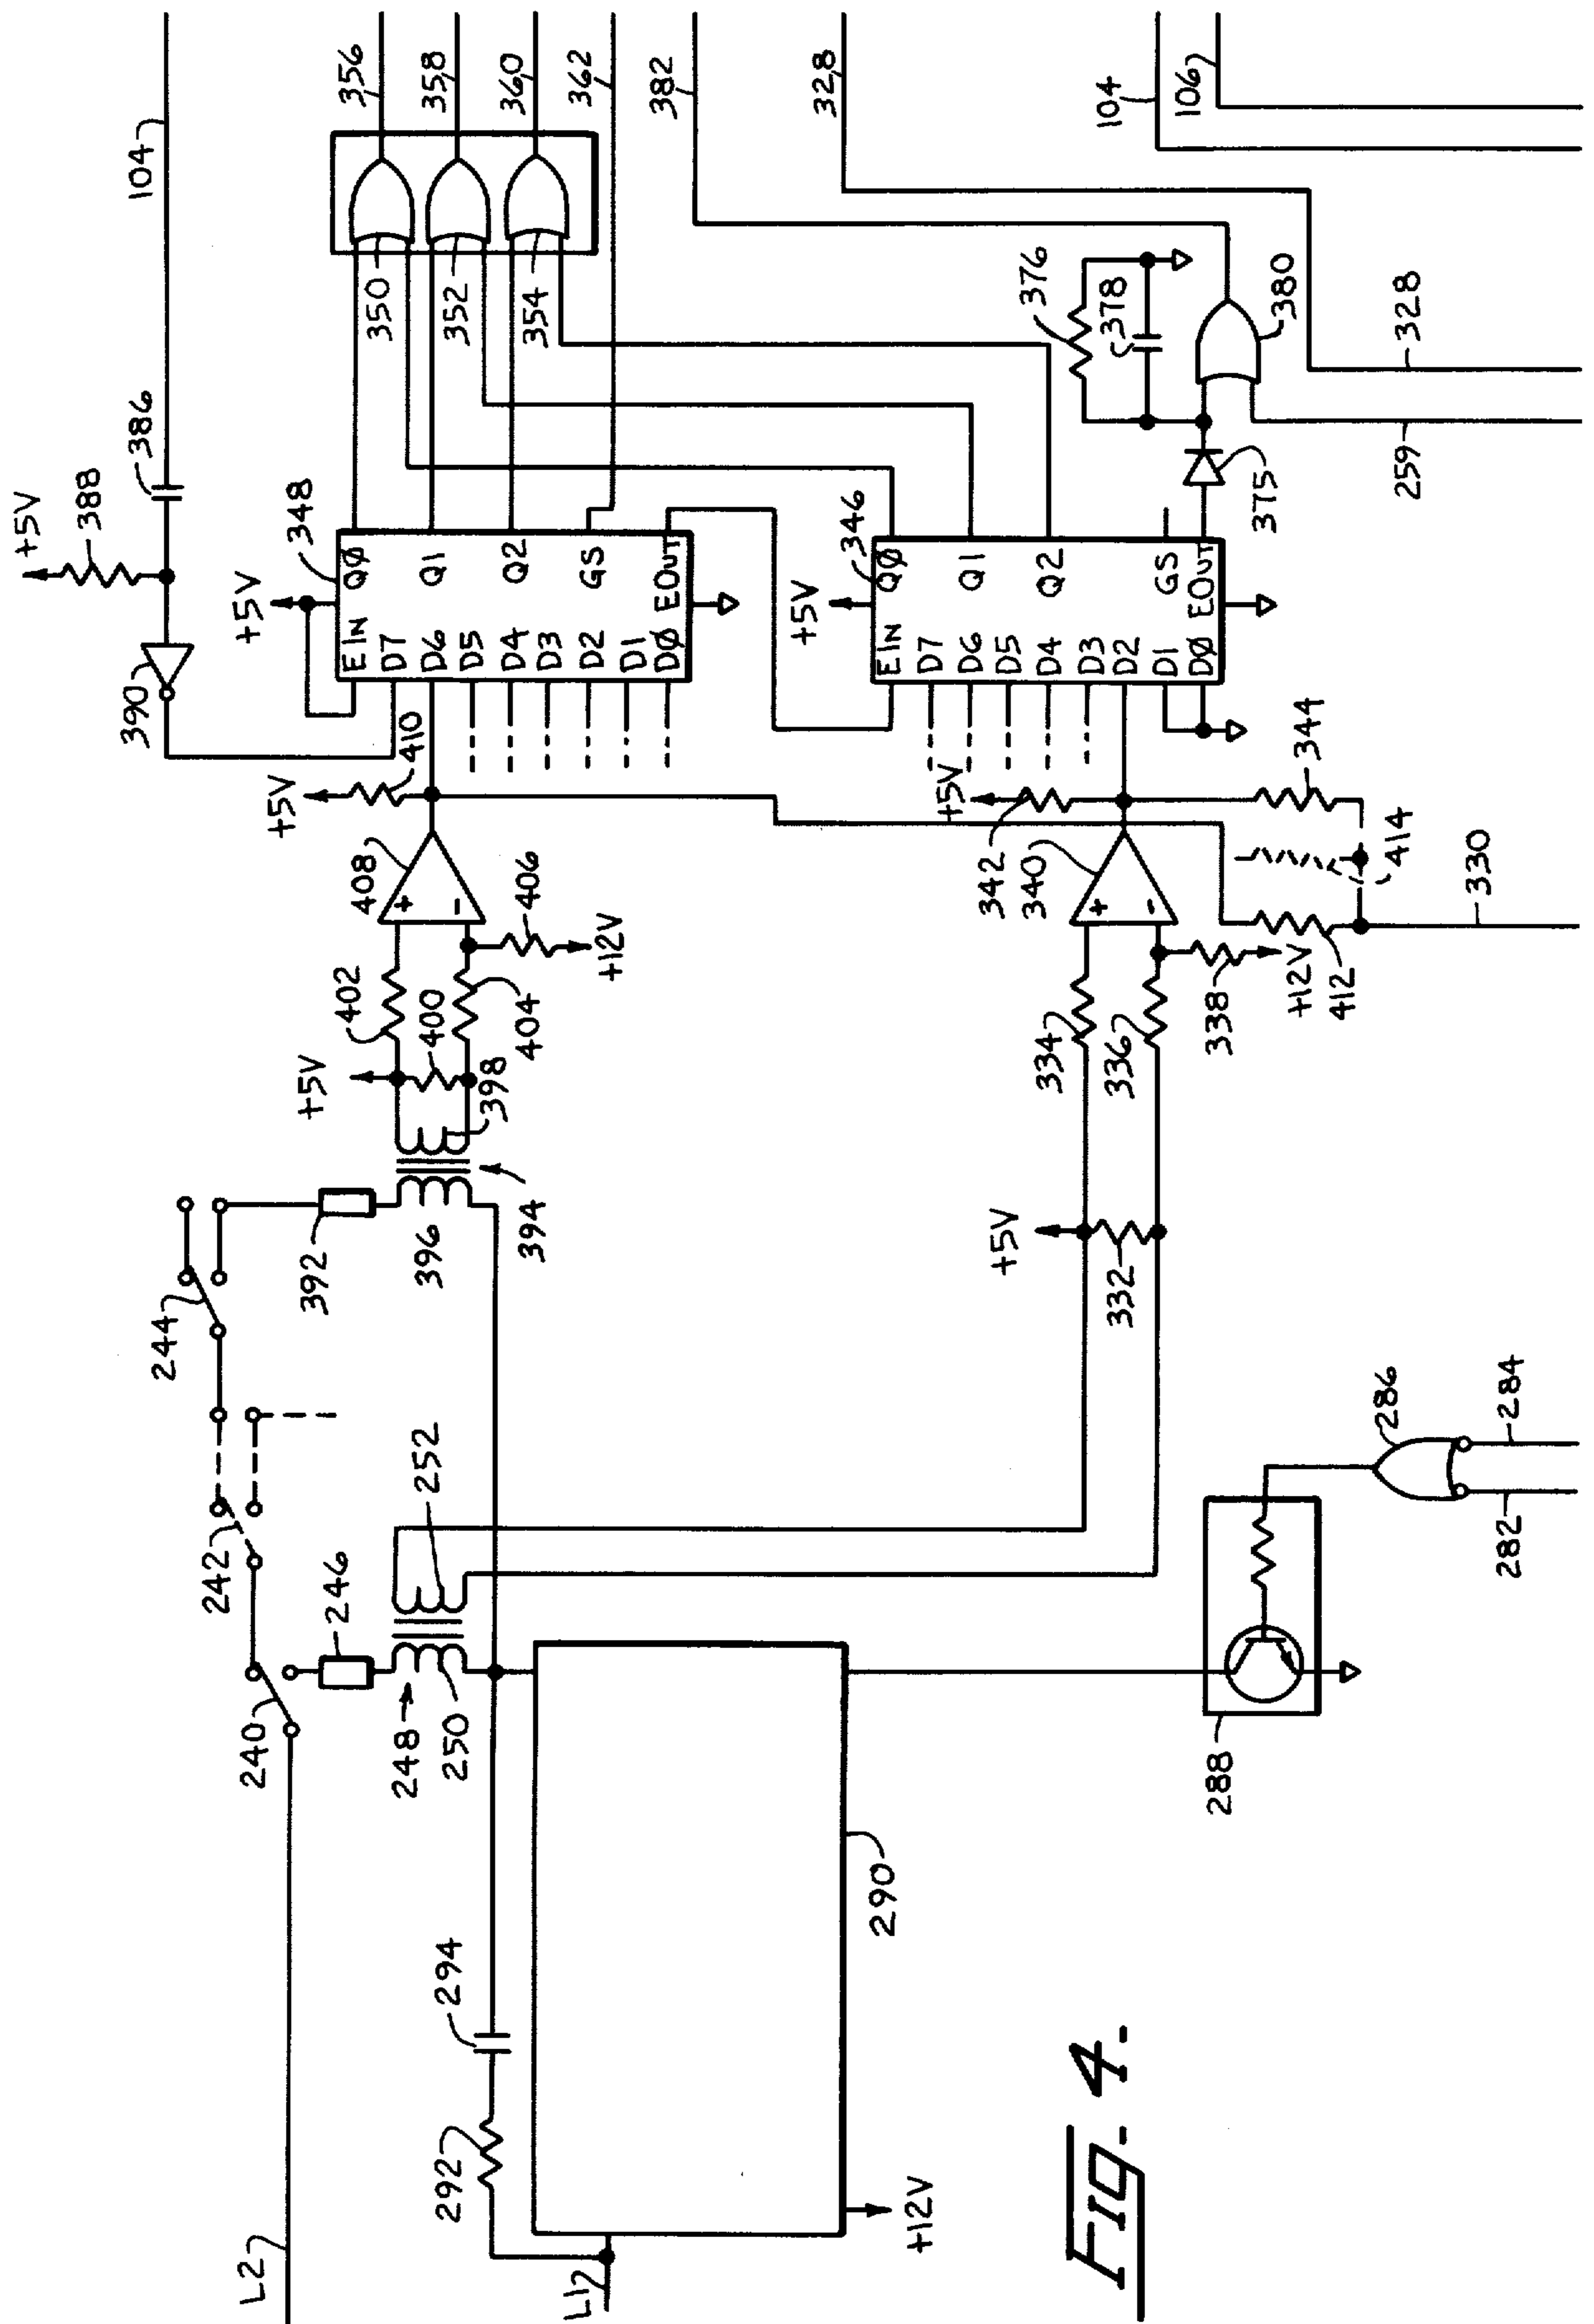 104
+5V
388
386
390
+5V
348
EIN
QØ
D7
D6
Q1
D5
D4
Q2
D3
D2
GS
D1
DØ
EOUT
350
352
354
356
358
360
362
382
328
104
106
+5V
410
408
+
-
406
+12V
402
400
404
+5V
398
396
394
392
244
242
240
246
248
250
252
L2
+5V
346
EIN
QØ
D7
D6
Q1
D5
D4
Q2
D3
D2
D1
GS
DØ
EOUT
376
378
375
380
259
328
+5V
342
340
+
-
344
414
330
412
338
+12V
334
336
+5V
332
286
284
282
288
290
294
292
L1
+12V
FIG. 4.